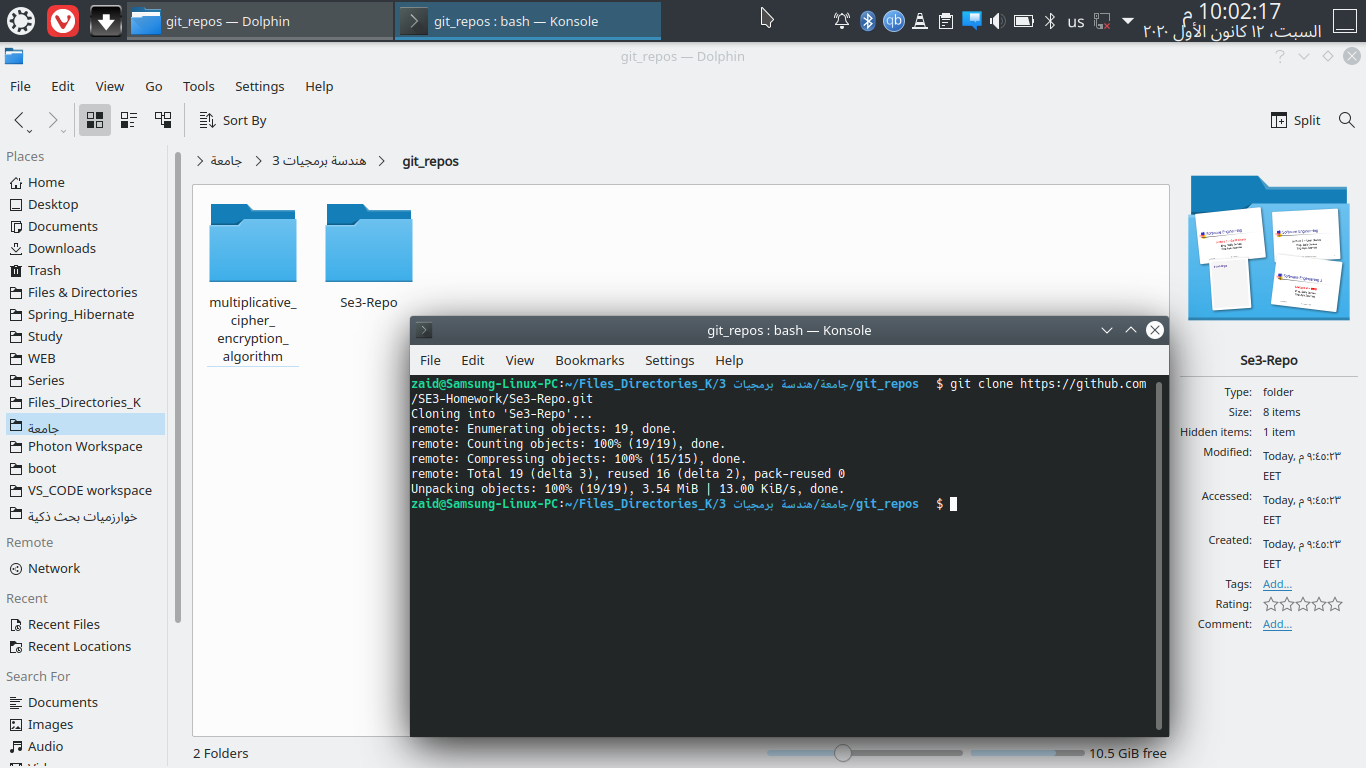 git_repos — Dolphin
git_repos : bash — Konsole
qb
us
10:02:17 م
السبت، ١٢ كانون الأول ٢٠٢٠
git_repos — Dolphin
File Edit View Go Tools Settings Help
Sort By
Split
Places
Home
Desktop
Documents
Downloads
Trash
Files & Directories
Spring_Hibernate
Study
WEB
Series
Files_Directories_K
جامعة
Photon Workspace
boot
VS_CODE workspace
خوارزميات بحث ذكية
Remote
Network
Recent
Recent Files
Recent Locations
Search For
Documents
Images
Audio
جامعة > هندسة برمجيات 3 > git_repos
multiplicative_
cipher_
encryption_
algorithm
Se3-Repo
git_repos : bash — Konsole
File Edit View Bookmarks Settings Help
zaid@Samsung-Linux-PC:~/Files_Directories_K/جامعة/هندسة برمجيات 3/git_repos $ git clone https://github.com
/SE3-Homework/Se3-Repo.git
Cloning into 'Se3-Repo'...
remote: Enumerating objects: 19, done.
remote: Counting objects: 100% (19/19), done.
remote: Compressing objects: 100% (15/15), done.
remote: Total 19 (delta 3), reused 16 (delta 2), pack-reused 0
Unpacking objects: 100% (19/19), 3.54 MiB | 13.00 KiB/s, done.
zaid@Samsung-Linux-PC:~/Files_Directories_K/جامعة/هندسة برمجيات 3/git_repos $
Se3-Repo
Type: folder
Size: 8 items
Hidden items: 1 item
Modified: Today, ٩:٤٥:٢٣ م
EET
Accessed: Today, ٩:٤٥:٢٣ م
EET
Created: Today, ٩:٤٥:٢٣ م
EET
Tags: Add...
Rating:
Comment: Add...
2 Folders
10.5 GiB free